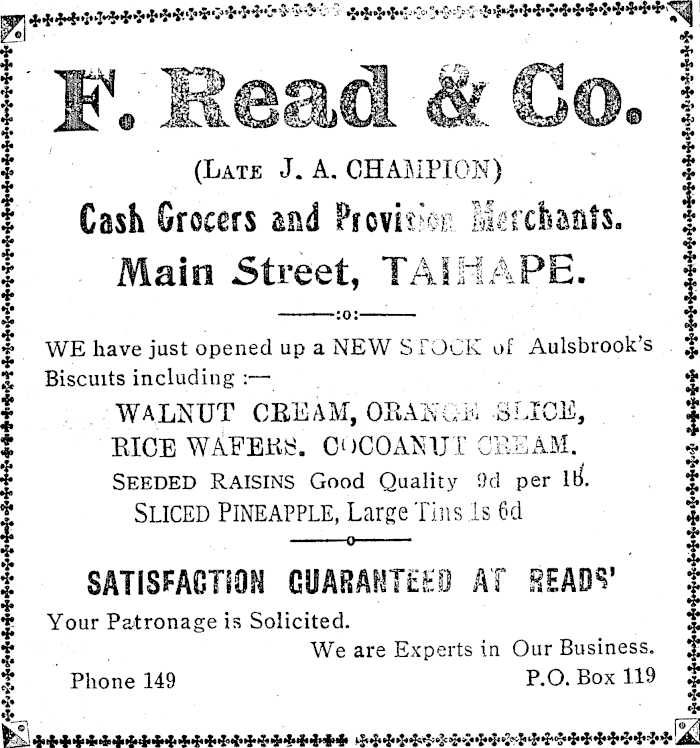 F. Read & Co.
(LATE J. A. CHAMPION)
Cash Grocers and Provision Merchants.
Main Street, TAIHAPE.
:o:
WE have just opened up a NEW STOCK of Aulsbrook's
Biscuits including :—
WALNUT CREAM, ORANGE SLICE,
RICE WAFERS. COCOANUT CREAM.
SEEDED RAISINS Good Quality 9d per lb.
SLICED PINEAPPLE, Large Tins 1s 6d
o
SATISFACTION GUARANTEED AT READS'
Your Patronage is Solicited.
We are Experts in Our Business.
Phone 149
P.O. Box 119